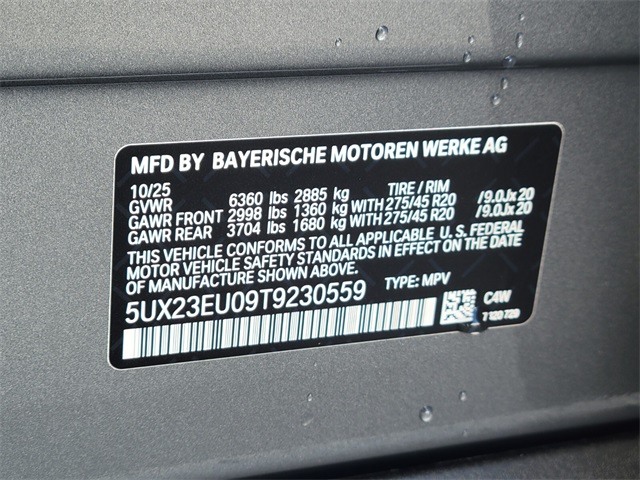 MFD BY BAYERISCHE MOTOREN WERKE AG
10/25
GVWR 6360 lbs 2885 kg TIRE / RIM
GAWR FRONT 2998 lbs 1360 kg WITH 275/45 R20 /9.0Jx20
GAWR REAR 3704 lbs 1680 kg WITH 275/45 R20 /9.0Jx20
THIS VEHICLE CONFORMS TO ALL APPLICABLE U.S. FEDERAL
MOTOR VEHICLE SAFETY STANDARDS IN EFFECT ON THE DATE
OF MANUFACTURE SHOWN ABOVE.
5UX23EU09T9230559 TYPE: MPV
C4W
7120729